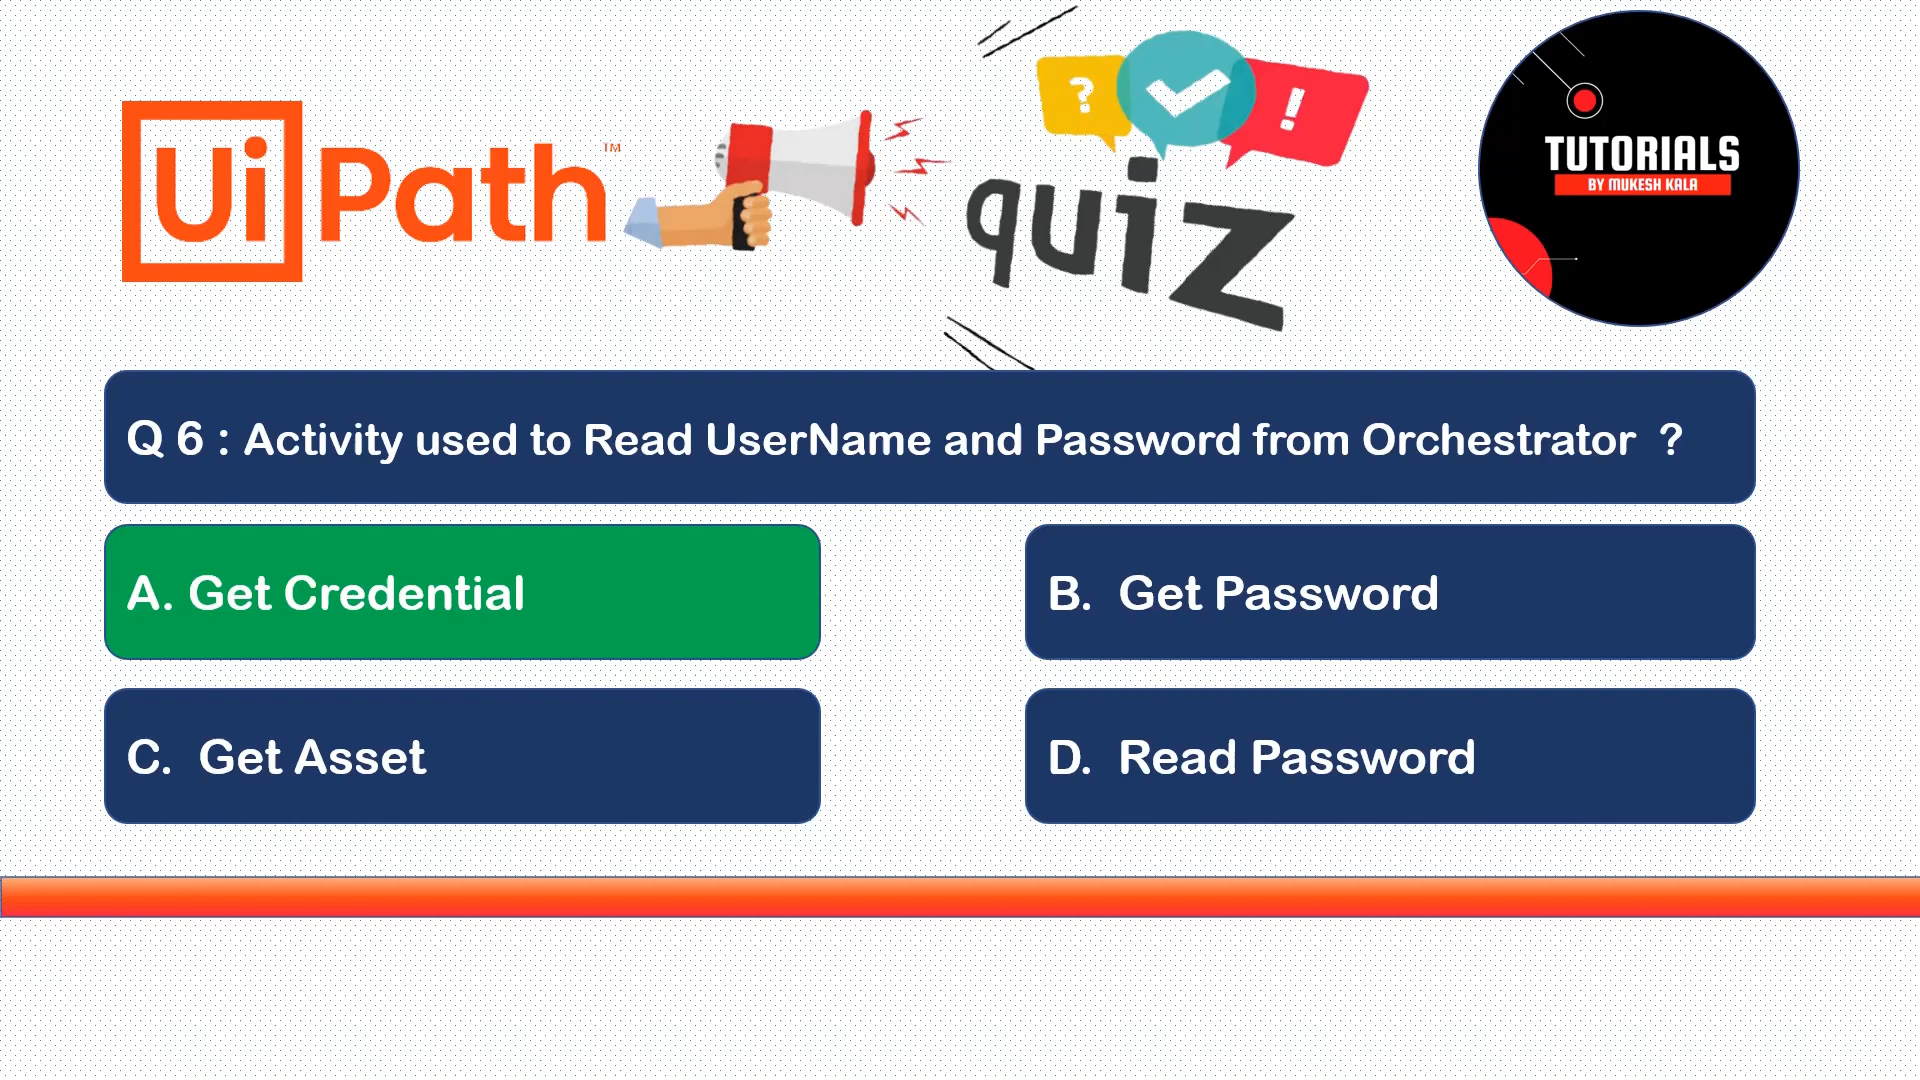 UiPath™
quiz
TUTORIALS
BY MUKESH KALA
Q 6 : Activity used to Read UserName and Password from Orchestrator ?
A. Get Credential
B. Get Password
C. Get Asset
D. Read Password